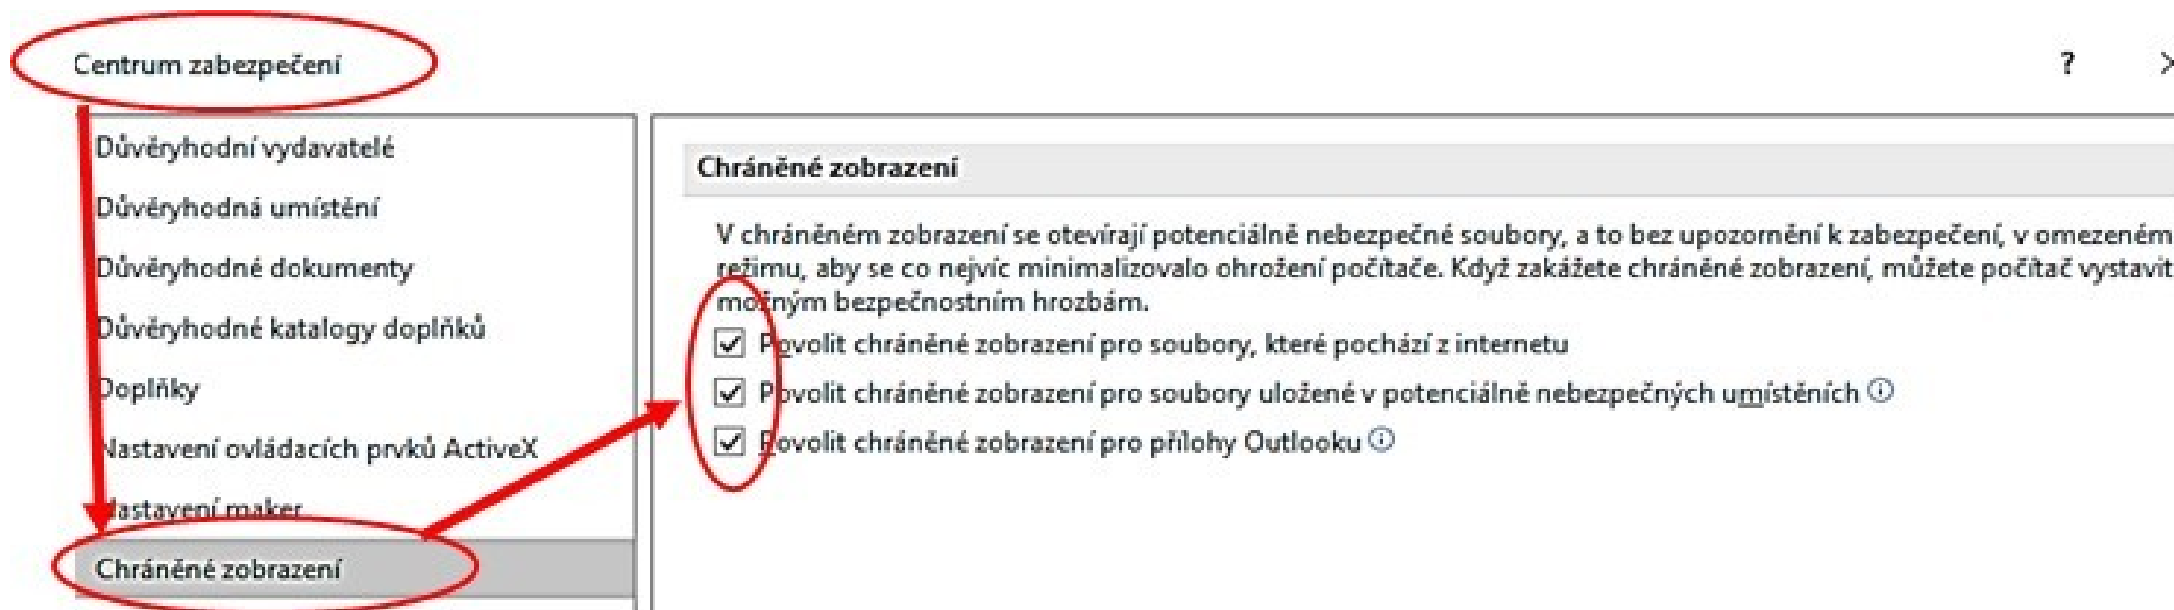 Centrum zabezpečení
?
Důvěryhodní vydavatelé
Důvěryhodná umístění
Důvěryhodné dokumenty
Důvěryhodné katalogy doplňků
Doplňky
Nastavení ovládacích prvků ActiveX
Nastavení maker
Chráněné zobrazení
Chráněné zobrazení
V chráněném zobrazení se otevírají potenciálně nebezpečné soubory, a to bez upozornění k zabezpečení, v omezeném
režimu, aby se co nejvíc minimalizovalo ohrožení počítače. Když zakážete chráněné zobrazení, můžete počítač vystavit
možným bezpečnostním hrozbám.
Povolit chráněné zobrazení pro soubory, které pochází z internetu
Povolit chráněné zobrazení pro soubory uložené v potenciálně nebezpečných umístěních
Povolit chráněné zobrazení pro přílohy Outlooku